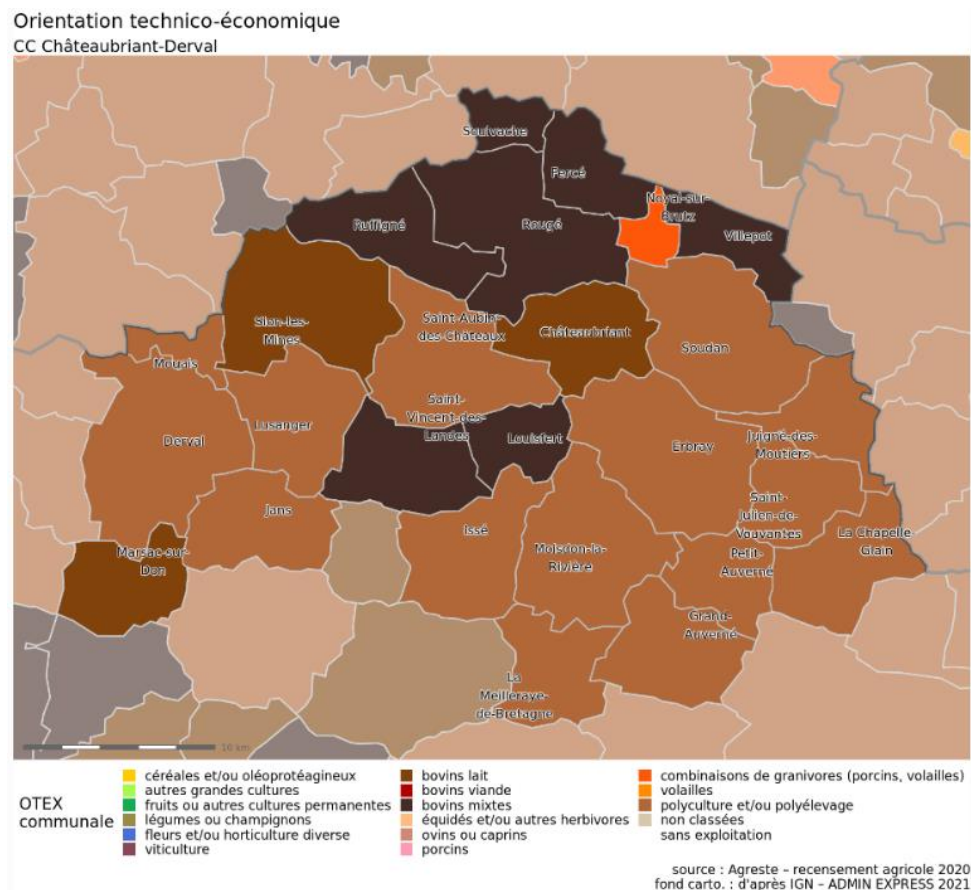 Orientation technico-économique
CC Châteaubriant-Derval
Soulvache
Fercé
Noyal-sur-
Brutz
Ruffigné
Rougé
Villepot
Sion-les-
Mines
Saint-Aubin-
des-Châteaux
Châteaubriant
Soudan
Mouais
Saint-
Vincent-des-
Landes
Lusanger
Derval
Louisfert
Erbray
Juigné-des-
Moutiers
Jans
Issé
Saint-
Julien-de-
Vouvantes
La Chapelle-
Glain
Marsac-sur-
Don
Moisdon-la-
Rivière
Petit-
Auverné
Grand-
Auverné
La
Meilleraye-
de-Bretagne
10 km
OTEX
communale
céréales et/ou oléoprotéagineux
autres grandes cultures
fruits ou autres cultures permanentes
légumes ou champignons
fleurs et/ou horticulture diverse
viticulture
bovins lait
bovins viande
bovins mixtes
équidés et/ou autres herbivores
ovins ou caprins
porcins
combinaisons de granivores (porcins, volailles)
volailles
polyculture et/ou polyélevage
non classées
sans exploitation
source : Agreste – recensement agricole 2020
fond carto. : d'après IGN – ADMIN EXPRESS 2021